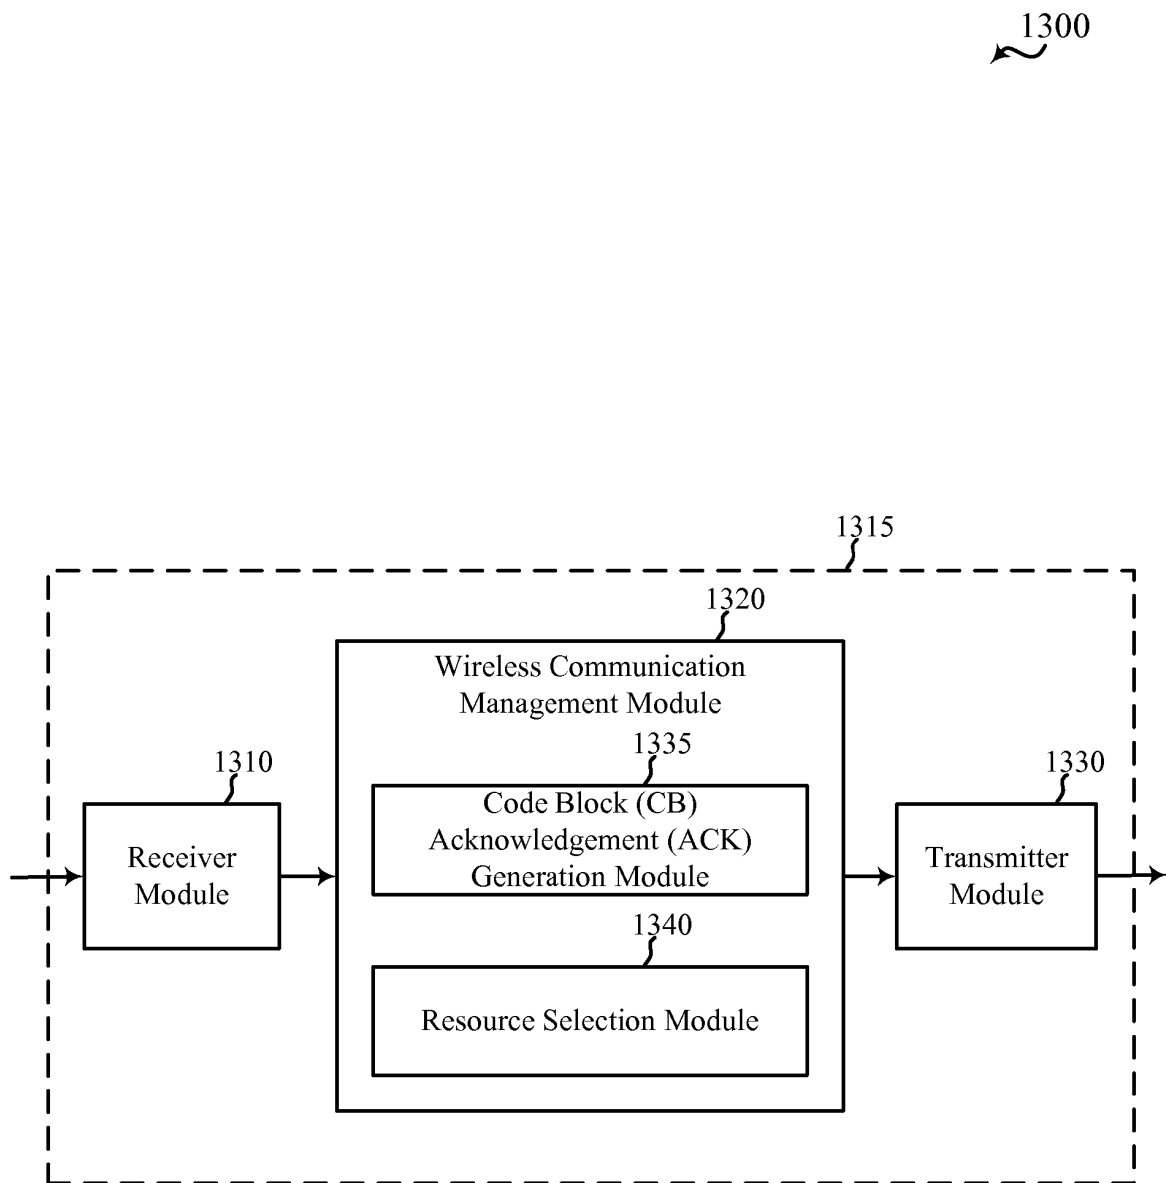 1300
1315
1320
Wireless Communication
Management Module
1335
Code Block (CB)
Acknowledgement (ACK)
Generation Module
1340
Resource Selection Module
1310
Receiver
Module
1330
Transmitter
Module